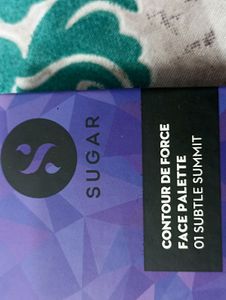 SUGAR
CONTOUR DE FORCE
FACE PALETTE
01 SUBTLE SUMMIT